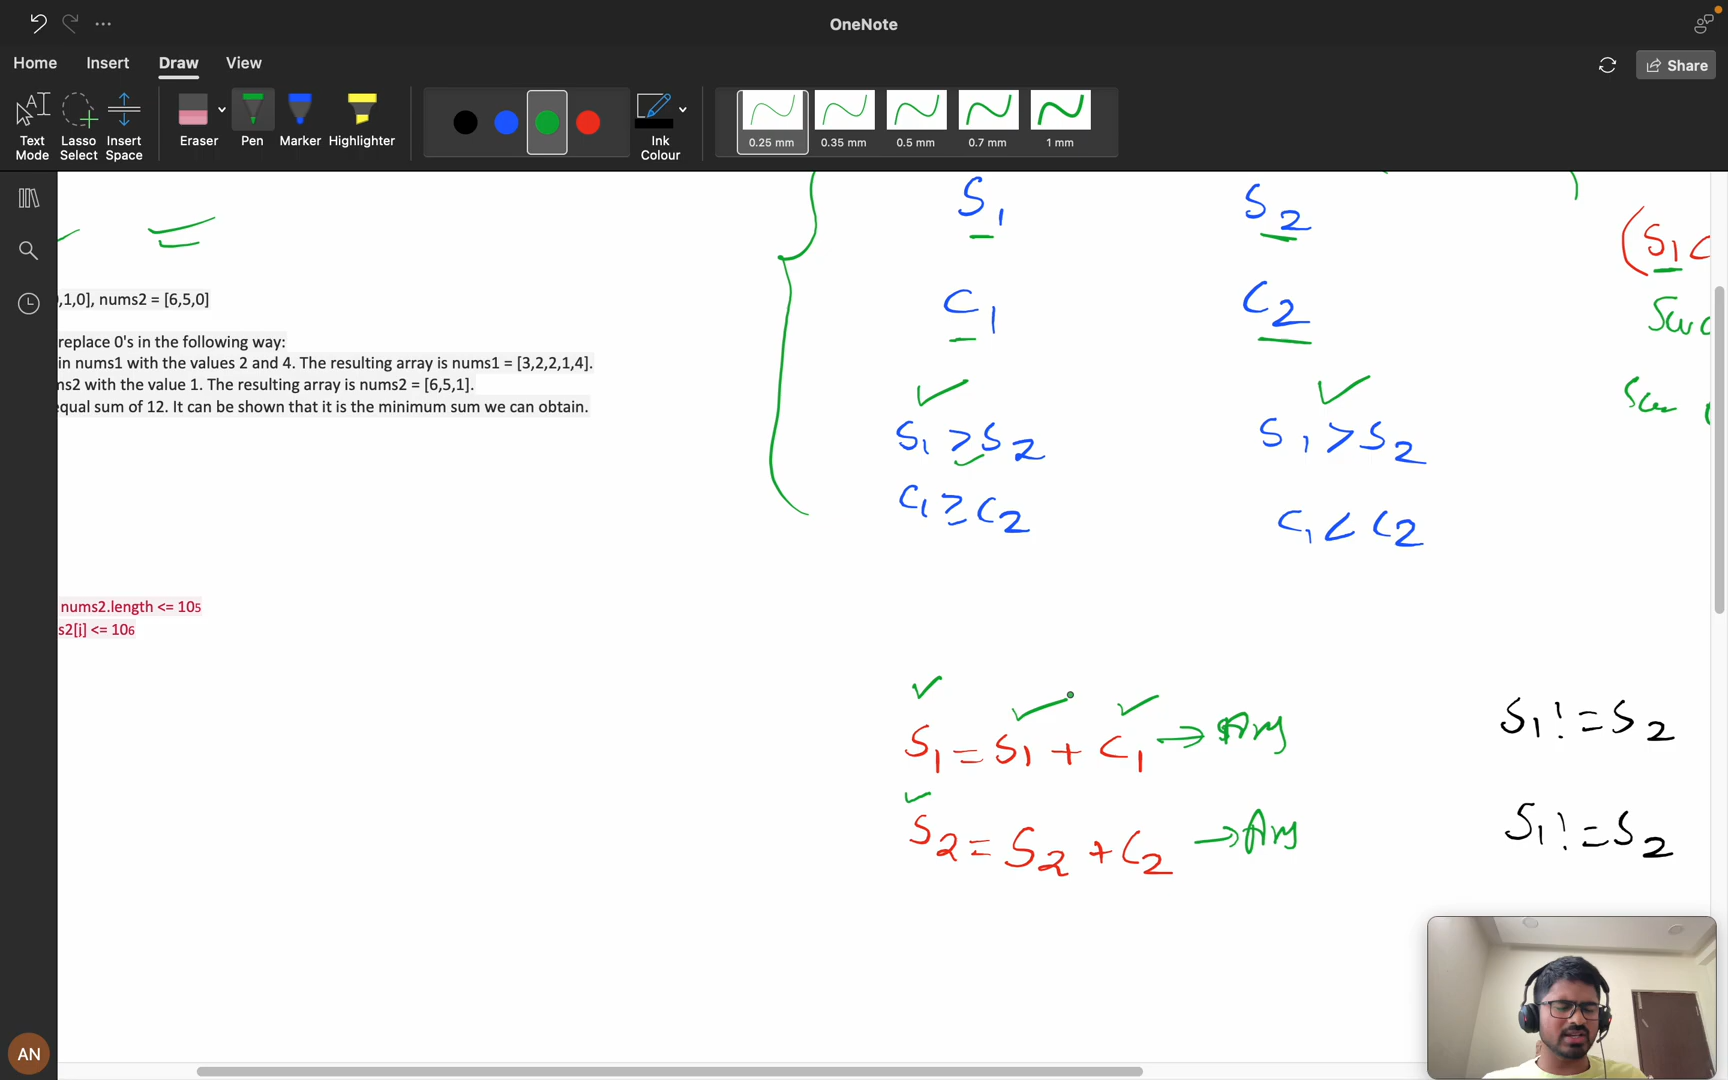 OneNote
Home Insert Draw View
Share
Text Mode
Lasso Select
Insert Space
Eraser
Pen
Marker
Highlighter
Ink Colour
0.25 mm
0.35 mm
0.5 mm
0.7 mm
1 mm
,1,0], nums2 = [6,5,0]
replace 0's in the following way:
in nums1 with the values 2 and 4. The resulting array is nums1 = [3,2,2,1,4].
ms2 with the value 1. The resulting array is nums2 = [6,5,1].
equal sum of 12. It can be shown that it is the minimum sum we can obtain.
nums2.length <= 105
s2[j] <= 106
S1 S2
(S1 C
C1 C2
S1 ≥ S2 S1 > S2
C1 ≥ C2 C1 < C2
S1 = S1 + C1 → Ans
S1 != S2
S2 = S2 + C2 → Ans
S1 != S2
AN